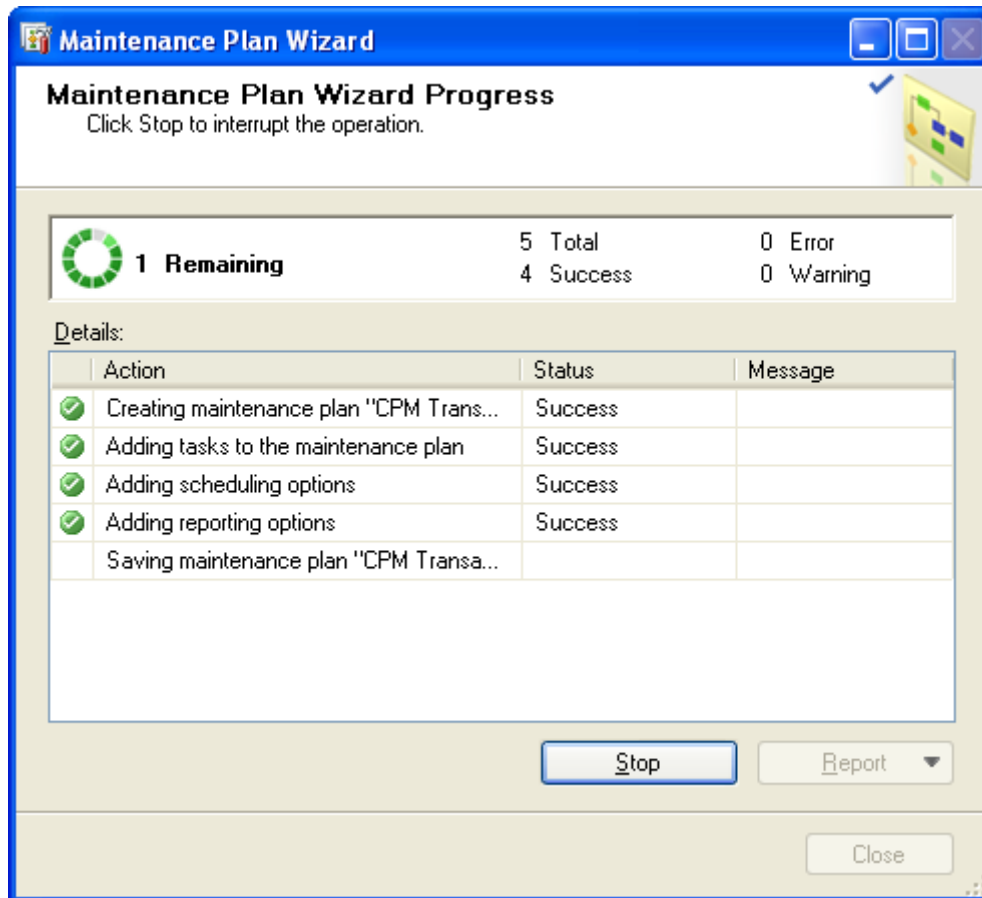 Maintenance Plan Wizard
Maintenance Plan Wizard Progress
Click Stop to interrupt the operation.
1 Remaining
5 Total 0 Error
4 Success 0 Warning
Details:
Action Status Message
Creating maintenance plan "CPM Trans... Success
Adding tasks to the maintenance plan Success
Adding scheduling options Success
Adding reporting options Success
Saving maintenance plan "CPM Transa...
Stop Report
Close